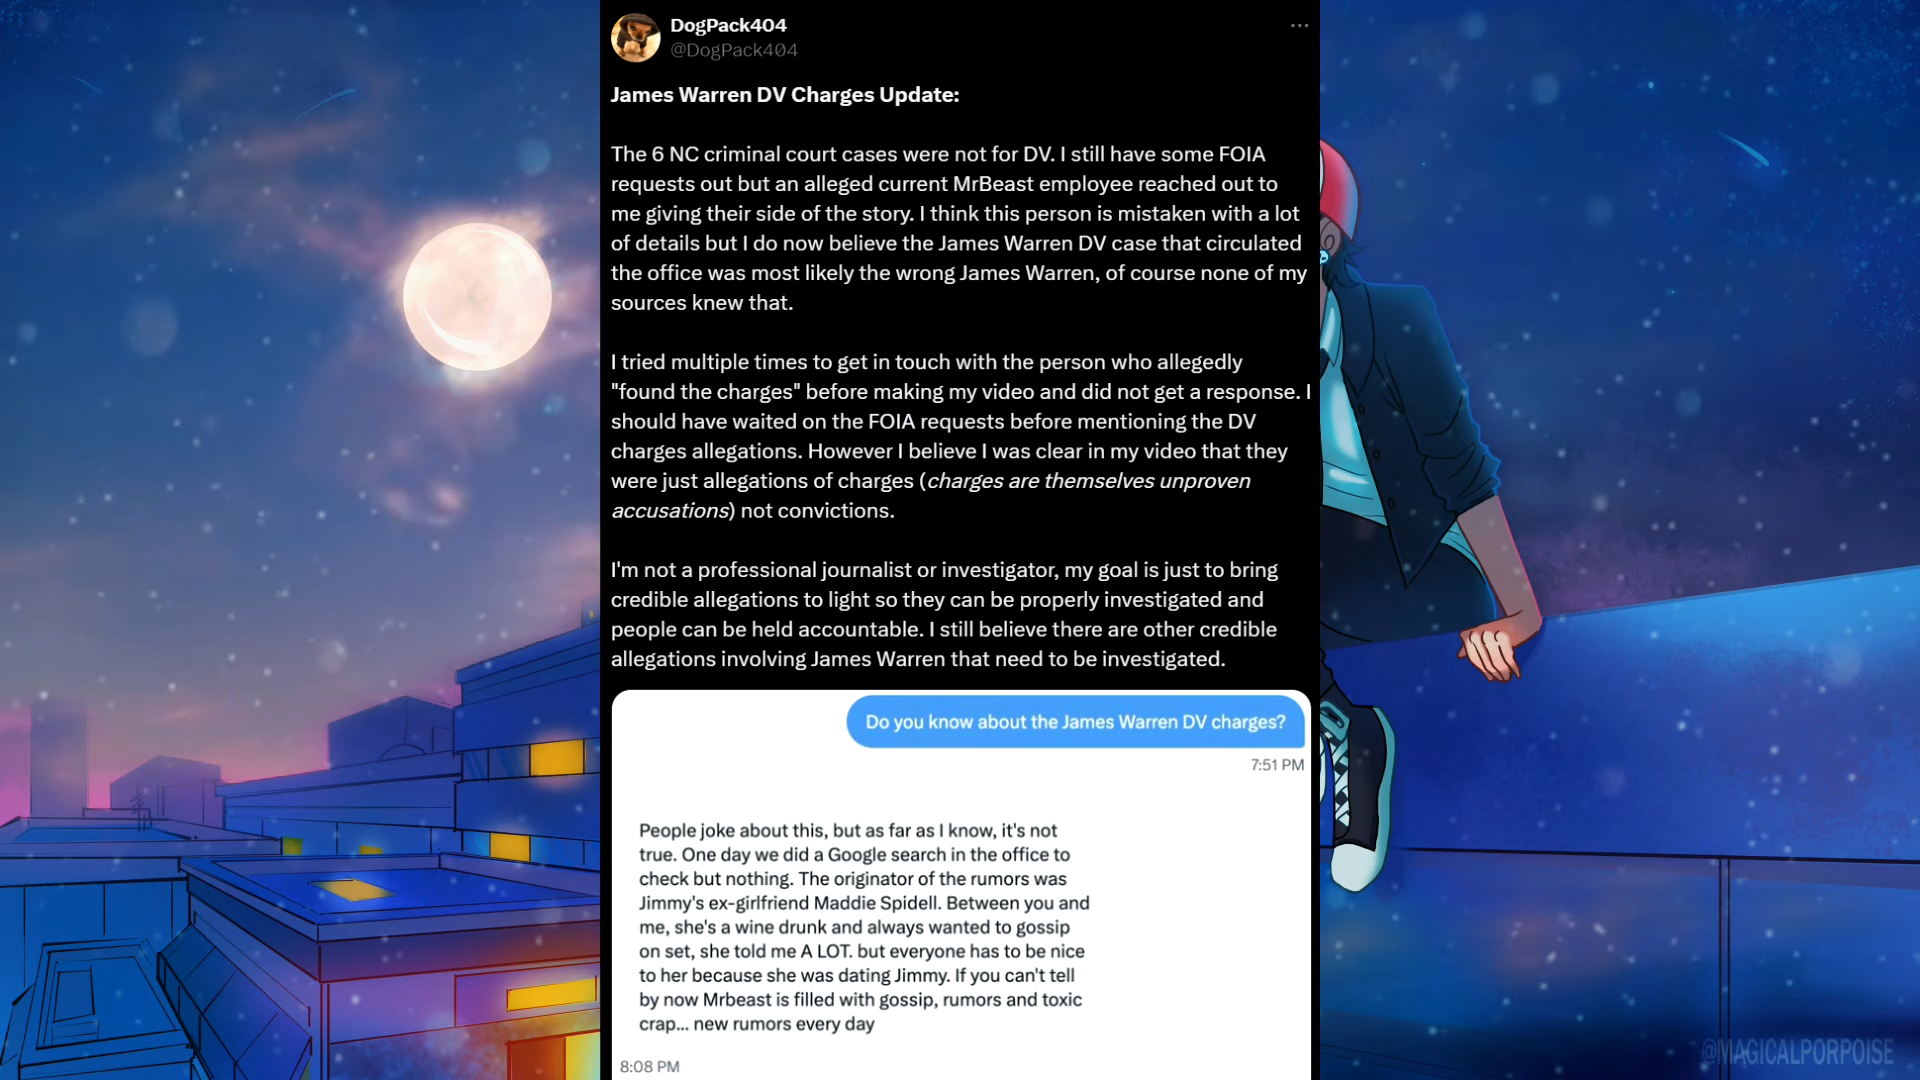 DogPack404
@DogPack404
James Warren DV Charges Update:
The 6 NC criminal court cases were not for DV. I still have some FOIA
requests out but an alleged current MrBeast employee reached out to
me giving their side of the story. I think this person is mistaken with a lot
of details but I do now believe the James Warren DV case that circulated
the office was most likely the wrong James Warren, of course none of my
sources knew that.
I tried multiple times to get in touch with the person who allegedly
"found the charges" before making my video and did not get a response. I
should have waited on the FOIA requests before mentioning the DV
charges allegations. However I believe I was clear in my video that they
were just allegations of charges (charges are themselves unproven
accusations) not convictions.
I'm not a professional journalist or investigator, my goal is just to bring
credible allegations to light so they can be properly investigated and
people can be held accountable. I still believe there are other credible
allegations involving James Warren that need to be investigated.
Do you know about the James Warren DV charges?
7:51 PM
People joke about this, but as far as I know, it's not
true. One day we did a Google search in the office to
check but nothing. The originator of the rumors was
Jimmy's ex-girlfriend Maddie Spidell. Between you and
me, she's a wine drunk and always wanted to gossip
on set, she told me A LOT. but everyone has to be nice
to her because she was dating Jimmy. If you can't tell
by now Mrbeast is filled with gossip, rumors and toxic
crap... new rumors every day
8:08 PM
@MAGICALPORPOISE